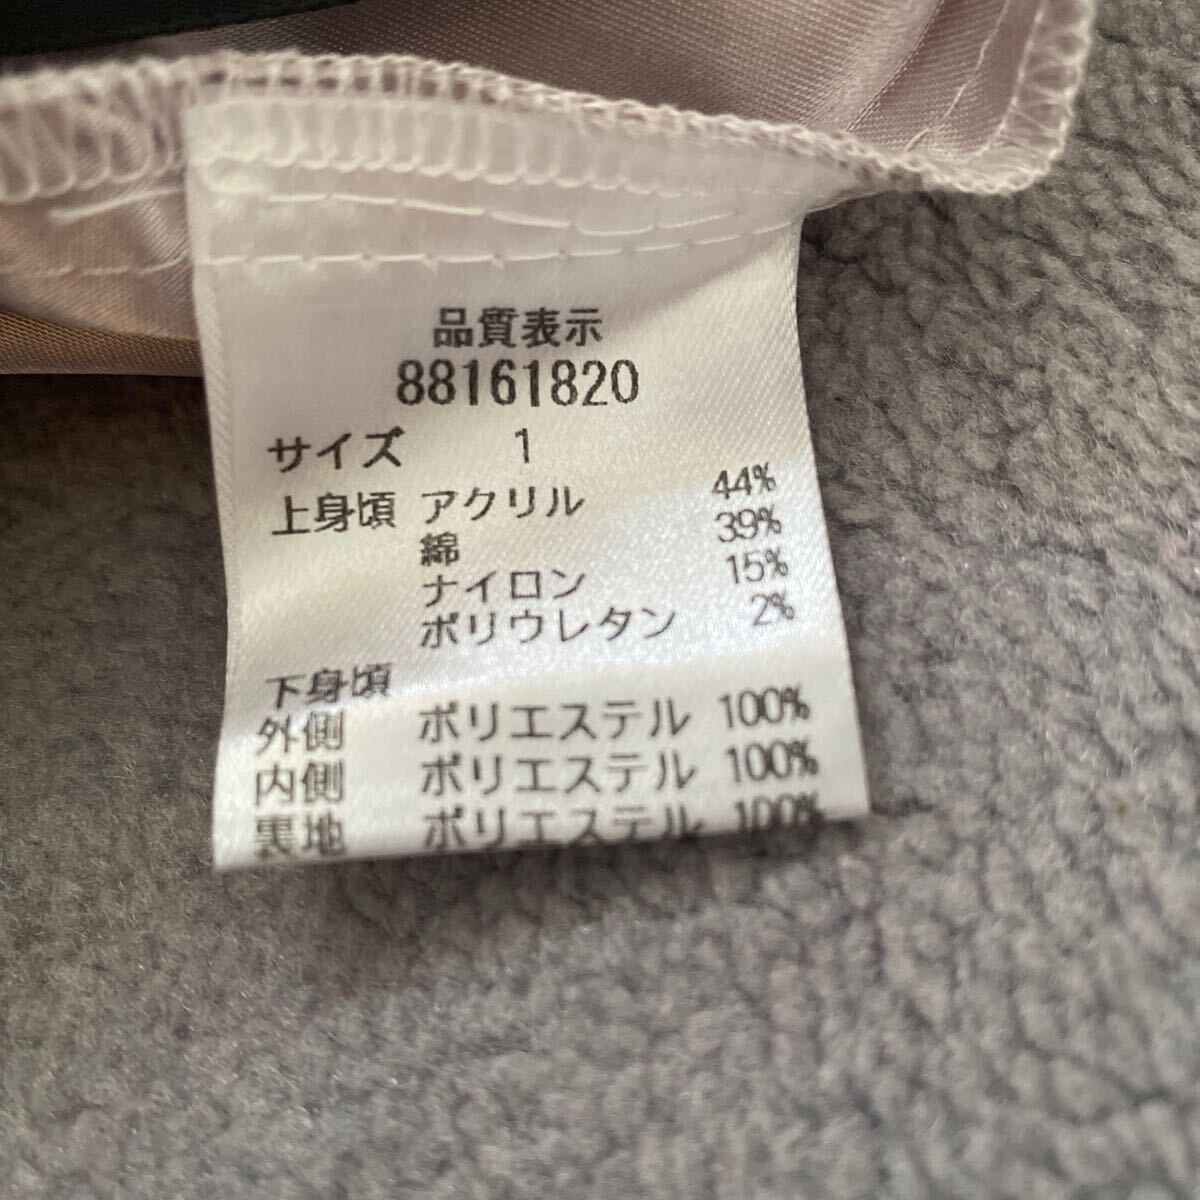 品質表示
88161820
サイズ 1
上身頃 アクリル 44%
綿 39%
ナイロン 15%
ポリウレタン 2%
下身頃
外側 ポリエステル 100%
内側 ポリエステル 100%
裏地 ポリエステル 100%